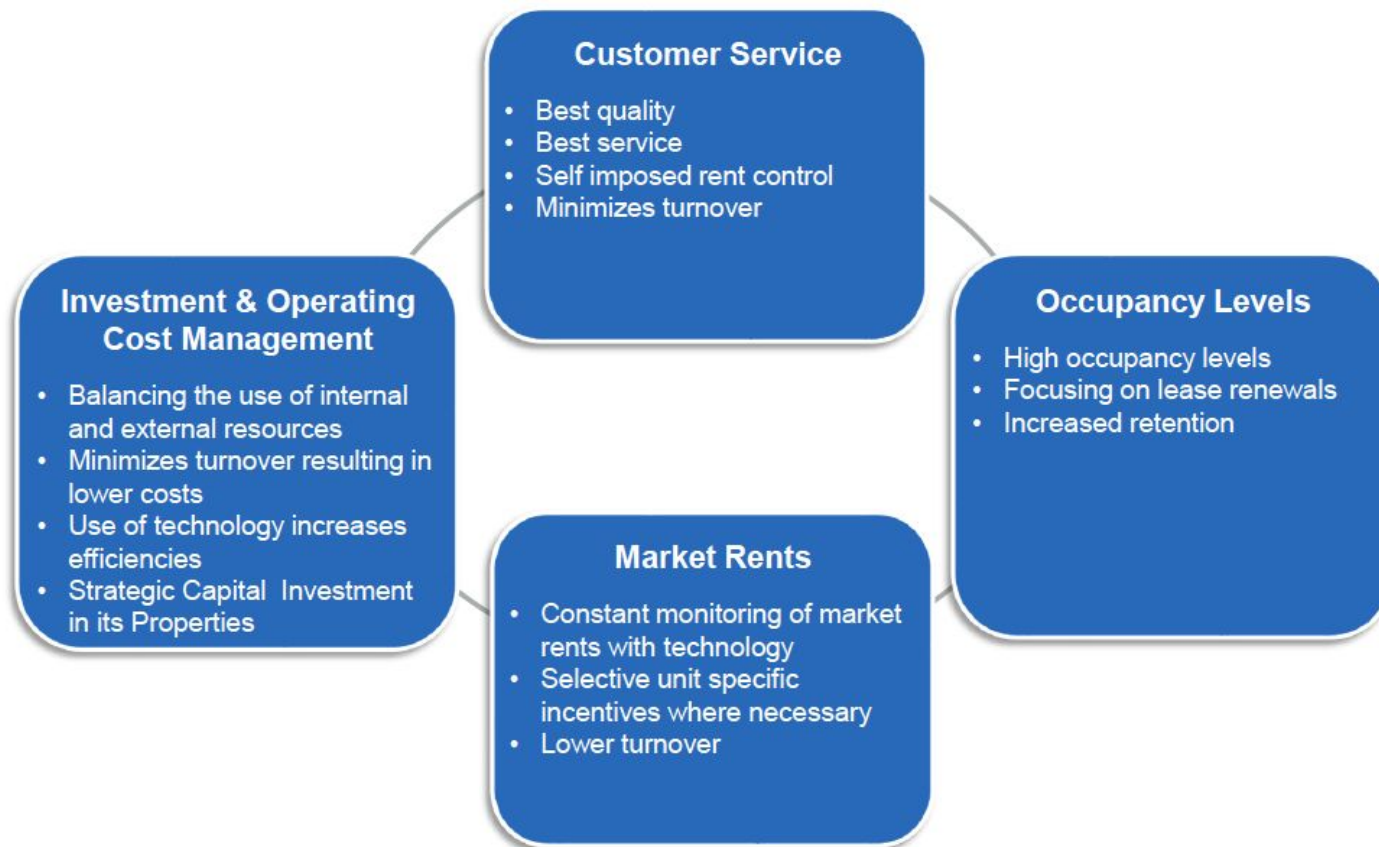 Customer Service
• Best quality
• Best service
• Self imposed rent control
• Minimizes turnover
Investment & Operating
Cost Management
• Balancing the use of internal
and external resources
• Minimizes turnover resulting in
lower costs
• Use of technology increases
efficiencies
• Strategic Capital Investment
in its Properties
Occupancy Levels
• High occupancy levels
• Focusing on lease renewals
• Increased retention
Market Rents
• Constant monitoring of market
rents with technology
• Selective unit specific
incentives where necessary
• Lower turnover